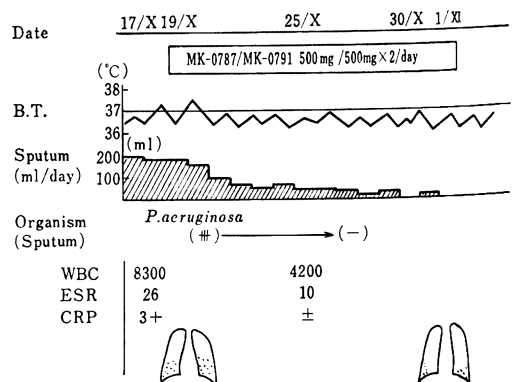 Date 17/X 19/X 25/X 30/X 1/XI
MK-0787/MK-0791 500mg/500mg×2/day
(°C)
38
B.T. 37
36
Sputum 200 (ml)
(ml/day) 100
P.aeruginosa
Organism
(Sputum) (卌) (−)
WBC 8300 4200
ESR 26 10
CRP 3+ ±